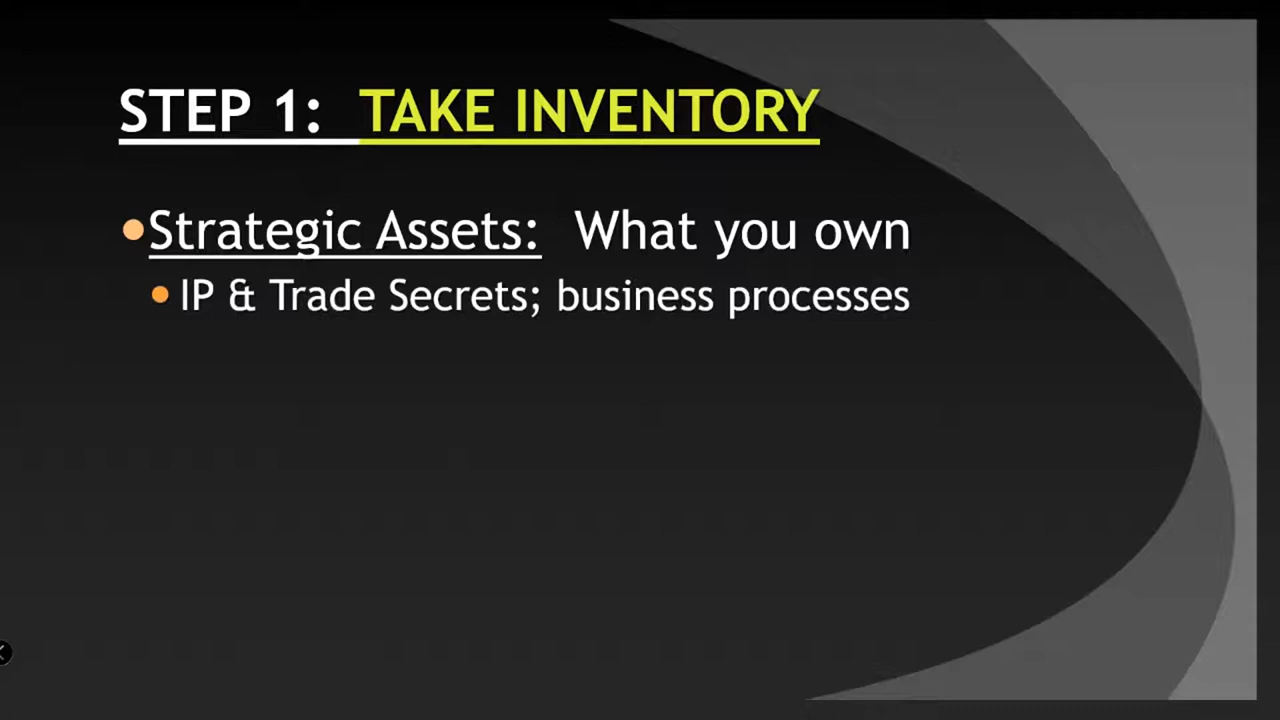 STEP 1: TAKE INVENTORY
Strategic Assets: What you own
IP & Trade Secrets; business processes